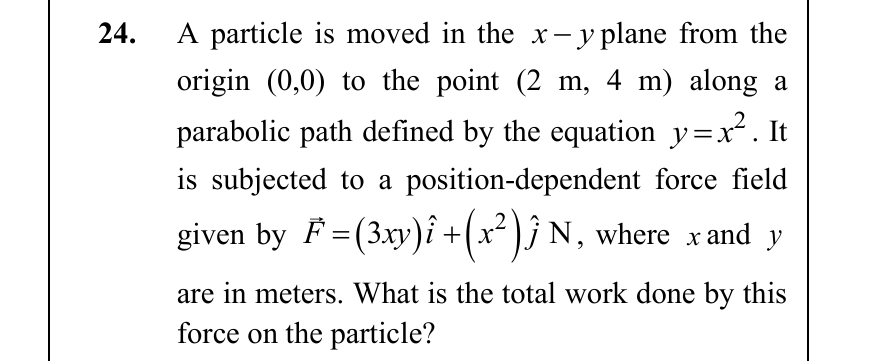 24. A particle is moved in the x – y plane from the
origin (0,0) to the point (2 m, 4 m) along a
parabolic path defined by the equation y = x². It
is subjected to a position-dependent force field
given by F⃗ = (3xy)î + (x²)ĵ N, where x and y
are in meters. What is the total work done by this
force on the particle?